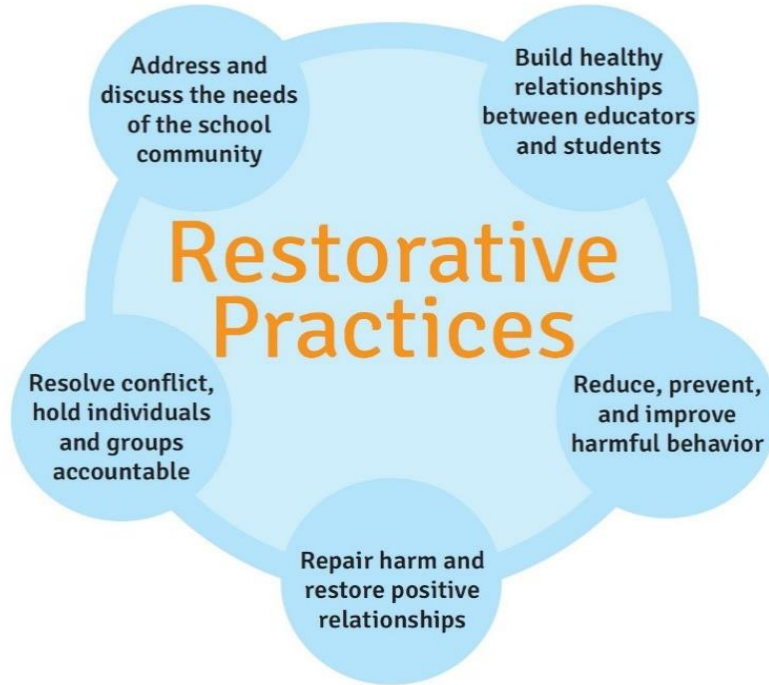 Address and
discuss the needs
of the school
community
Build healthy
relationships
between educators
and students
Restorative
Practices
Resolve conflict,
hold individuals
and groups
accountable
Reduce, prevent,
and improve
harmful behavior
Repair harm and
restore positive
relationships